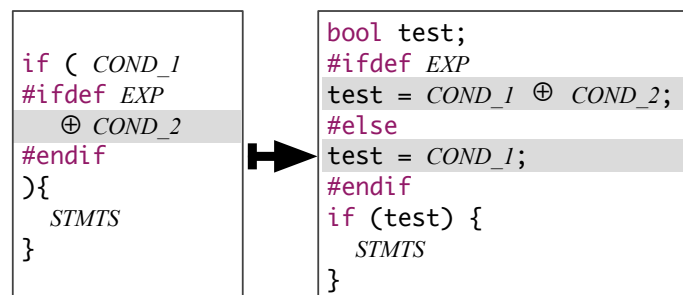 if ( COND_1
#ifdef EXP
⊕ COND_2
#endif
){
STMTS
}
bool test;
#ifdef EXP
test = COND_1 ⊕ COND_2;
#else
test = COND_1;
#endif
if (test) {
STMTS
}